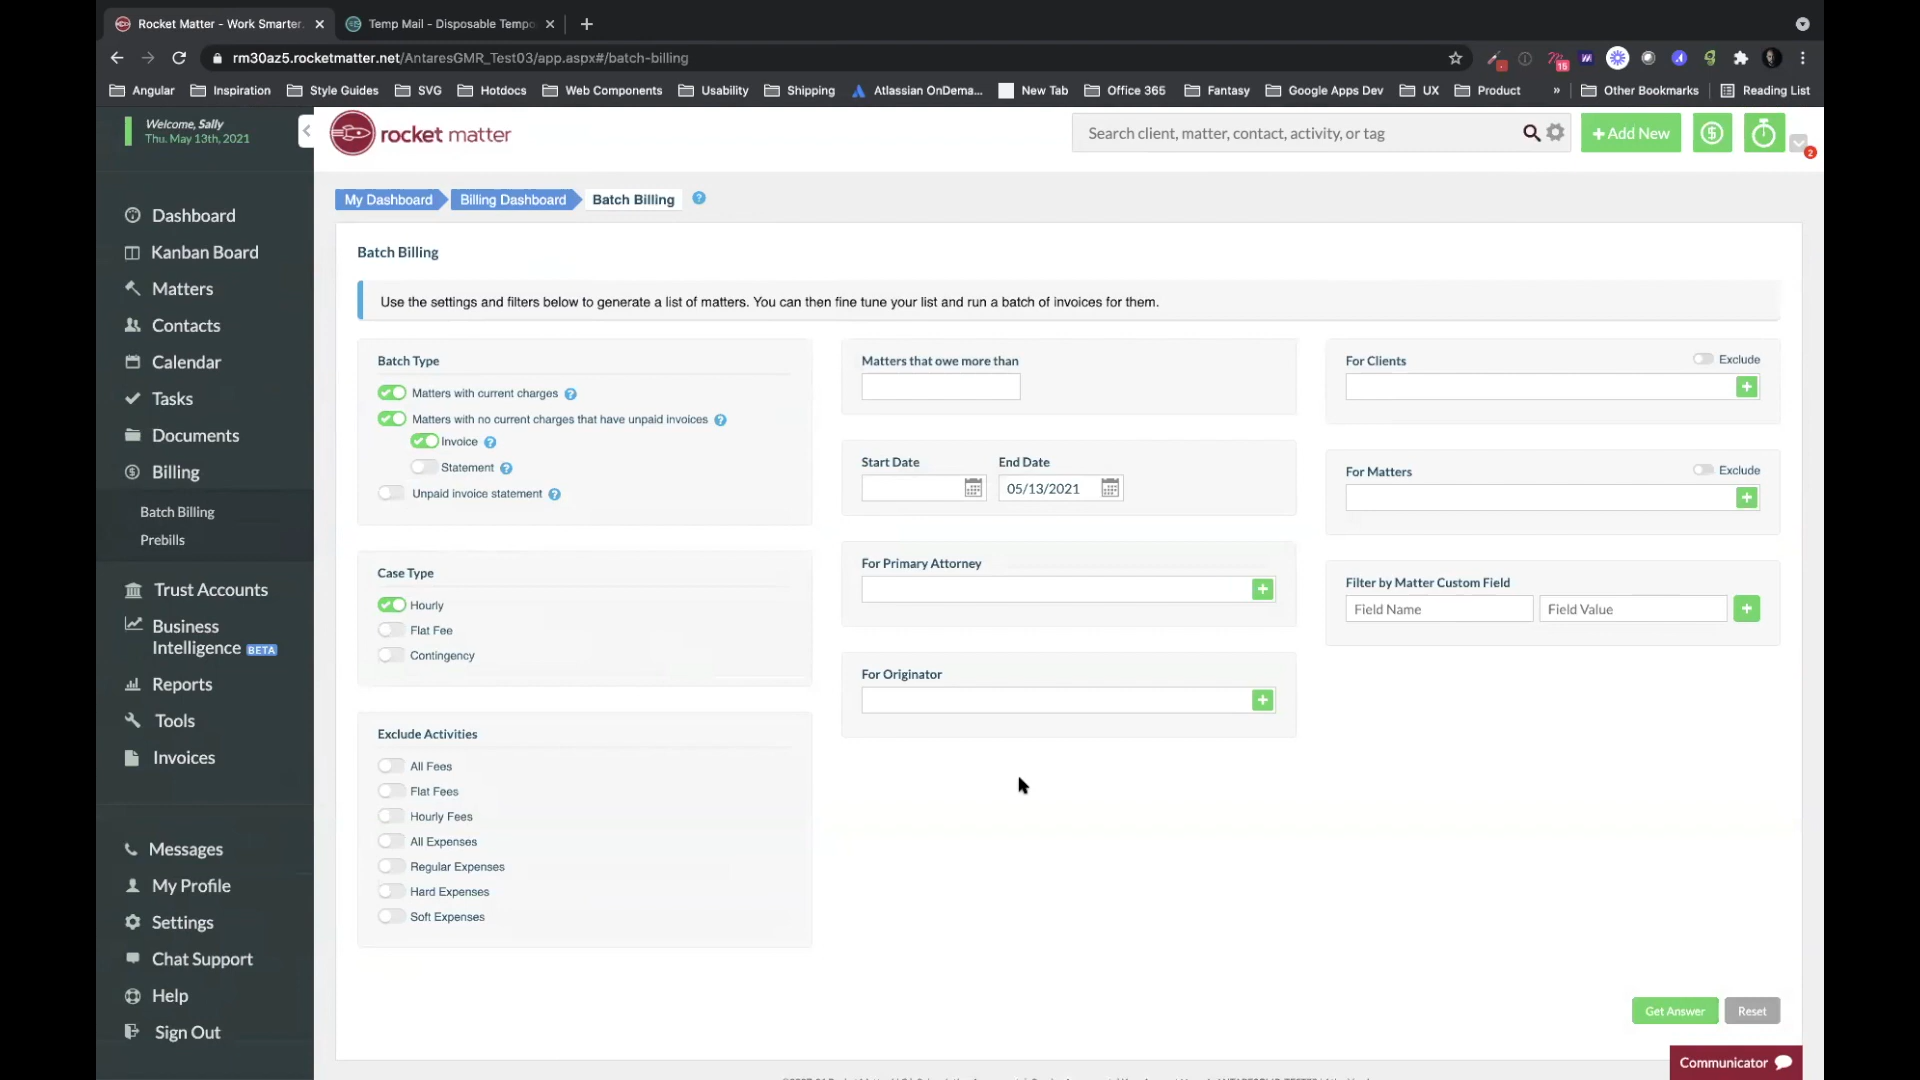 Rocket Matter - Work Smarter.
Temp Mail - Disposable Tempo
rm30az5.rocketmatter.net/AntaresGMR_Test03/app.aspx#/batch-billing
15
Angular
Inspiration
Style Guides
SVG
Hotdocs
Web Components
Usability
Shipping
Atlassian OnDema...
New Tab
Office 365
Fantasy
Google Apps Dev
UX
Product
»
Other Bookmarks
Reading List
Welcome, Sally
Thu. May 13th, 2021
rocket matter
Search client, matter, contact, activity, or tag
+Add New
2
Dashboard
Kanban Board
Matters
Contacts
Calendar
Tasks
Documents
Billing
Batch Billing
Prebills
Trust Accounts
Business
Intelligence BETA
Reports
Tools
Invoices
Messages
My Profile
Settings
Chat Support
Help
Sign Out
My Dashboard
Billing Dashboard
Batch Billing
?
Batch Billing
Use the settings and filters below to generate a list of matters. You can then fine tune your list and run a batch of invoices for them.
Batch Type
Matters with current charges ?
Matters with no current charges that have unpaid invoices ?
Invoice ?
Statement ?
Unpaid invoice statement ?
Case Type
Hourly
Flat Fee
Contingency
Exclude Activities
All Fees
Flat Fees
Hourly Fees
All Expenses
Regular Expenses
Hard Expenses
Soft Expenses
Matters that owe more than
Start Date
End Date
05/13/2021
For Primary Attorney
For Originator
For Clients
Exclude
For Matters
Exclude
Filter by Matter Custom Field
Field Name
Field Value
Get Answer
Reset
Communicator